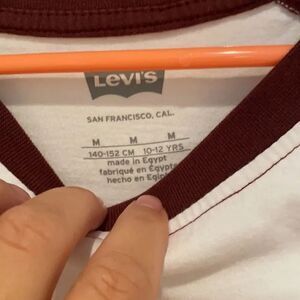 Levi's
SAN FRANCISCO, CAL.
M M M
140-152 CM 10-12 YRS
made in Egypt
fabriqué en Égypte
hecho en Egipto